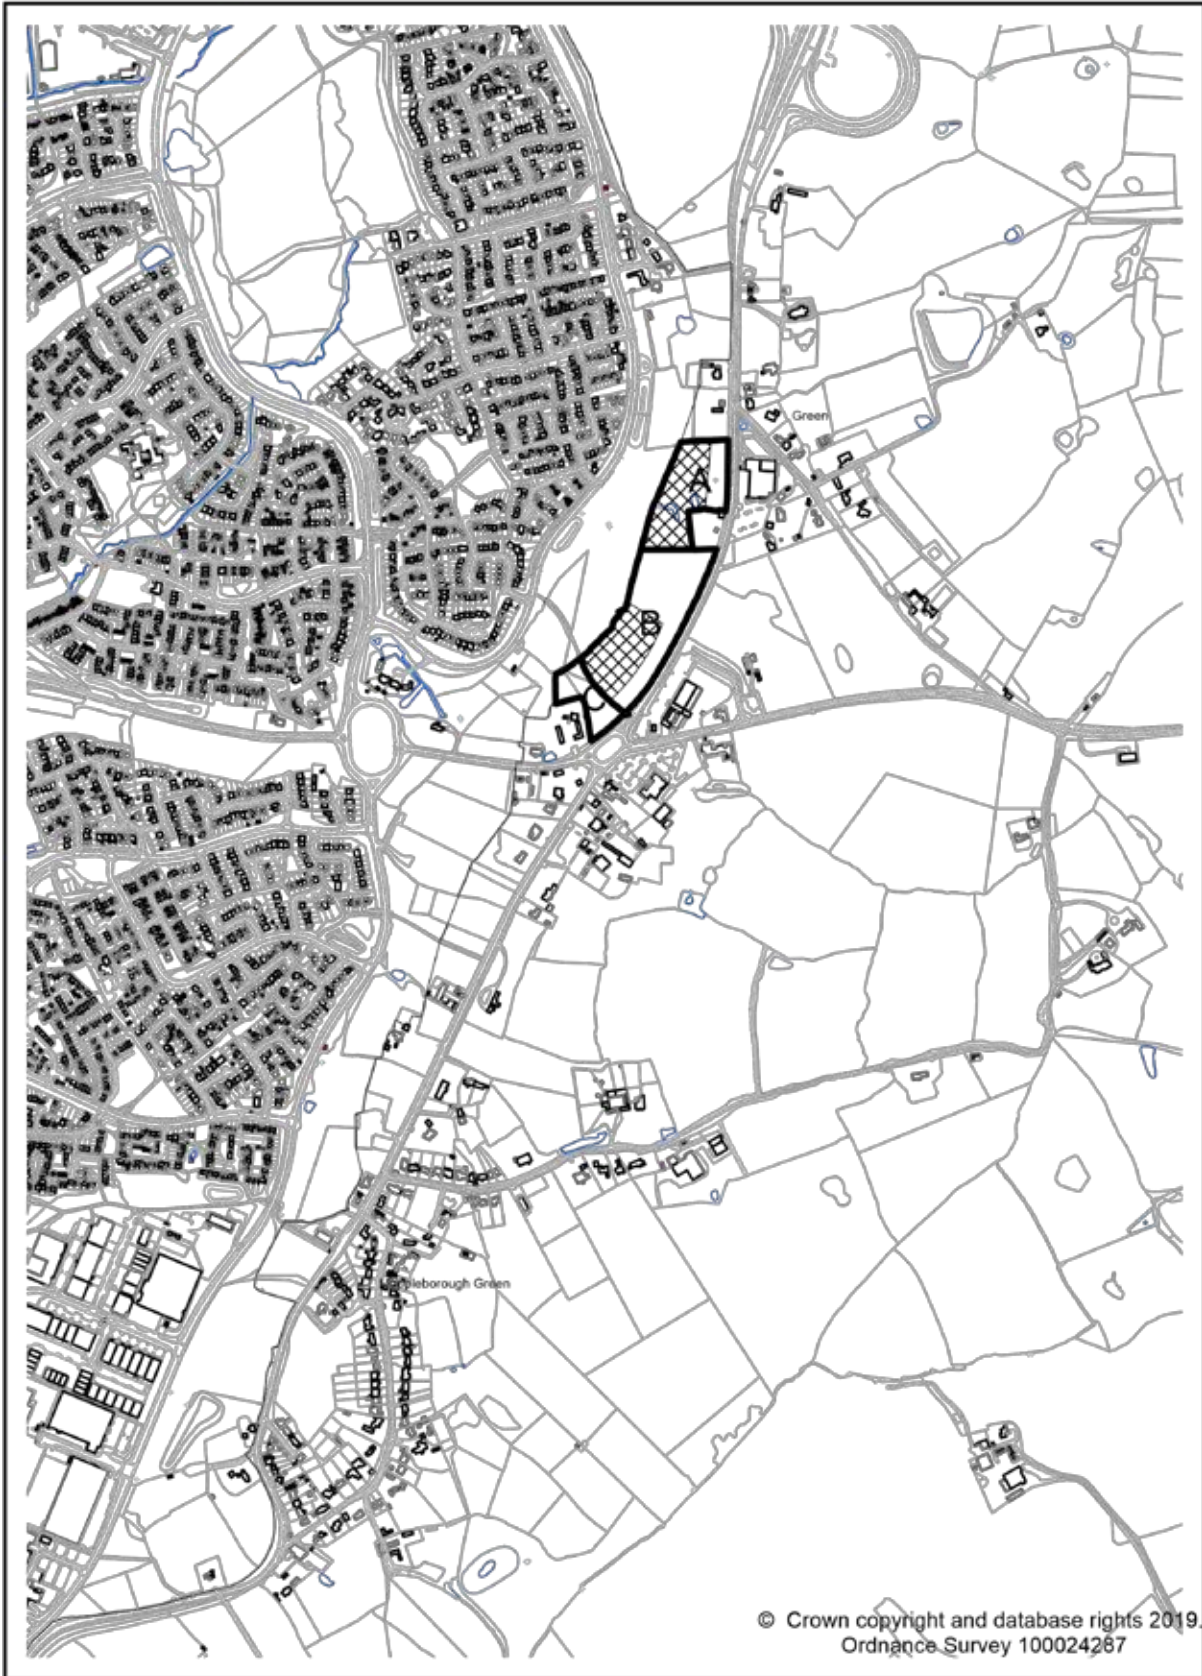 Green
A
B
C
© Crown copyright and database rights 2019.
Ordnance Survey 100024287